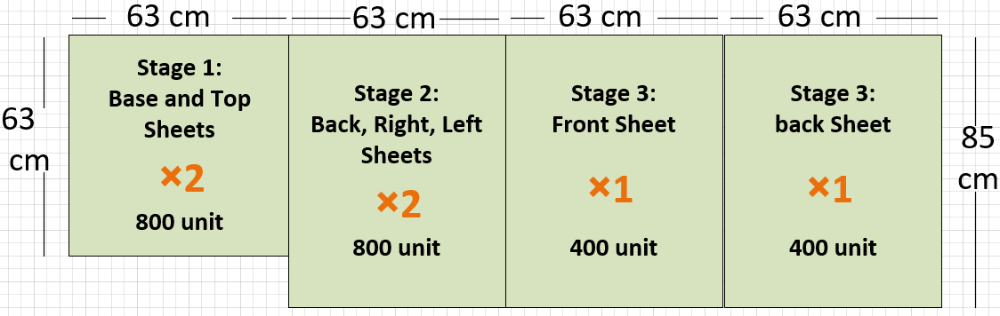 63 cm
63 cm
63 cm
63 cm
63
cm
Stage 1:
Base and Top
Sheets
×2
800 unit
Stage 2:
Back, Right, Left
Sheets
×2
800 unit
Stage 3:
Front Sheet
×1
400 unit
Stage 3:
back Sheet
×1
400 unit
85
cm